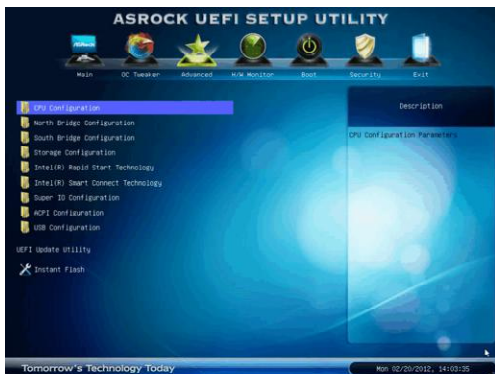 ASROCK UEFI SETUP UTILITY
ASRock
Main
OC Tweaker
Advanced
H/W Monitor
Boot
Security
Exit
CPU Configuration
North Bridge Configuration
South Bridge Configuration
Storage Configuration
Intel(R) Rapid Start Technology
Intel(R) Smart Connect Technology
Super IO Configuration
ACPI Configuration
USB Configuration
UEFI Update Utility
Instant Flash
Description
CPU Configuration Parameters
Tomorrow's Technology Today
Mon 02/20/2012, 14:03:35